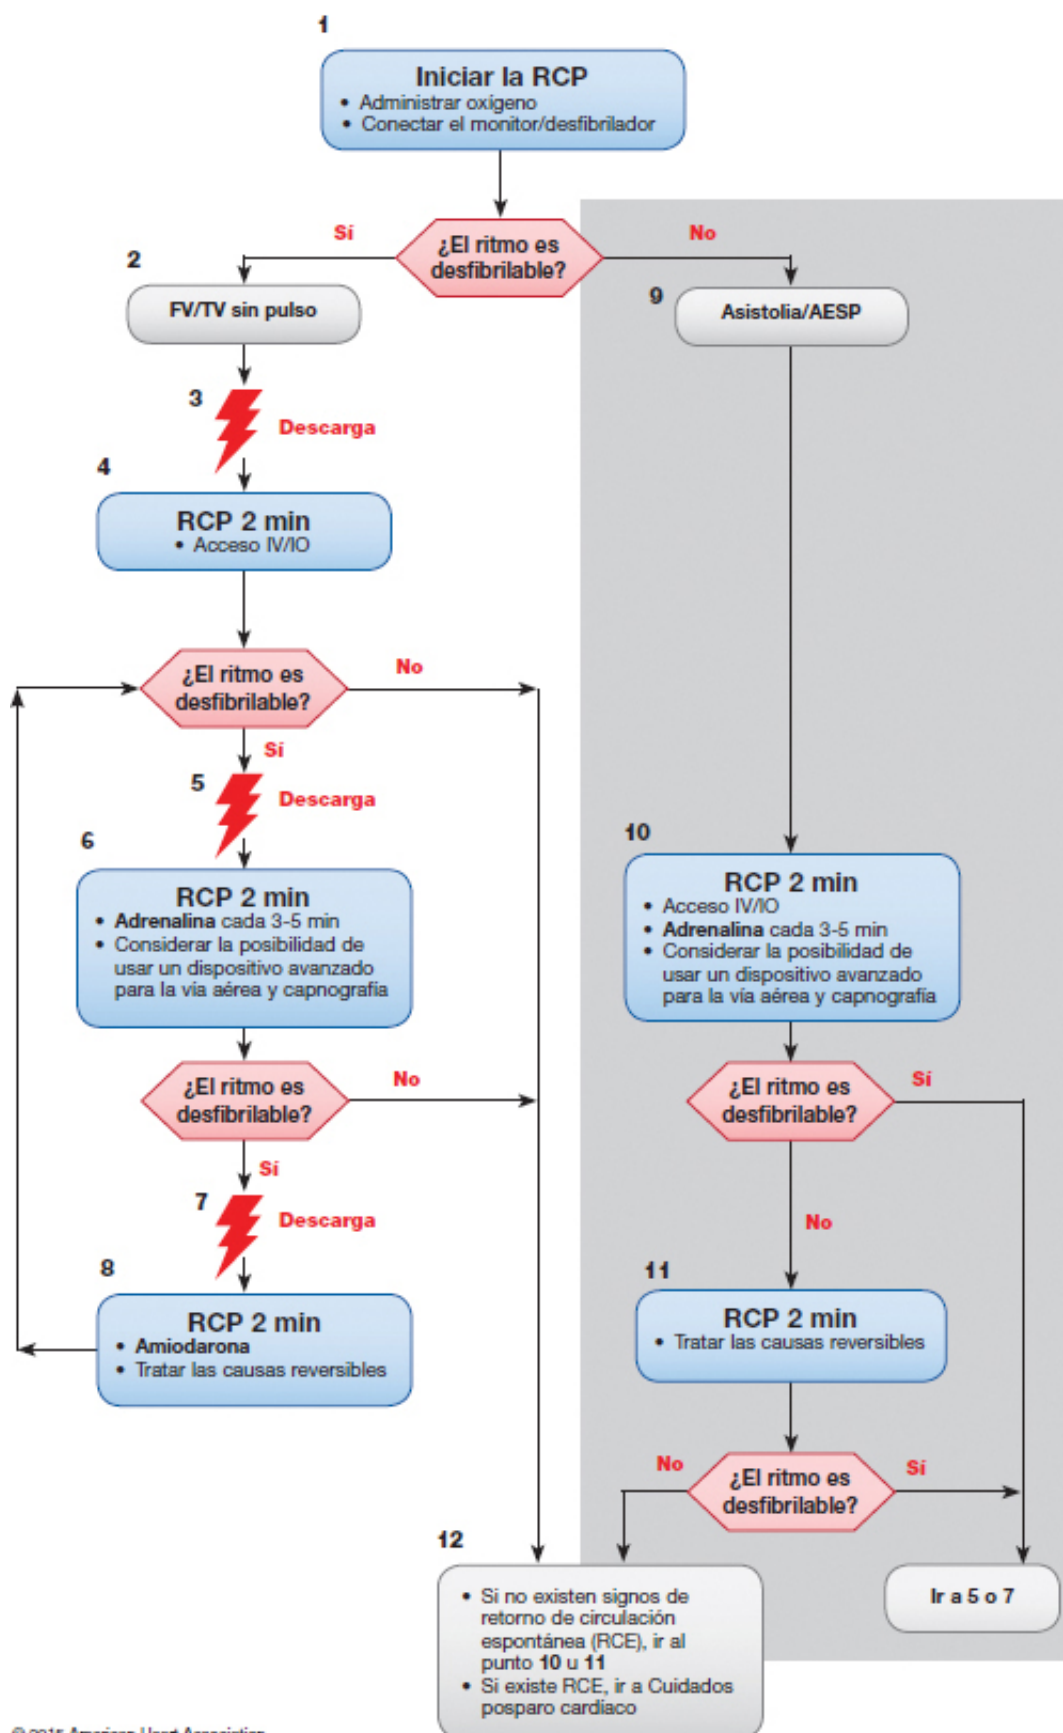 1
Iniciar la RCP
• Administrar oxígeno
• Conectar el monitor/desfibrilador
¿El ritmo es
desfibrilable?
Sí
No
2
FV/TV sin pulso
9
Asistolia/AESP
3
Descarga
4
RCP 2 min
• Acceso IV/IO
¿El ritmo es
desfibrilable?
No
Sí
5
Descarga
6
RCP 2 min
• Adrenalina cada 3-5 min
• Considerar la posibilidad de
usar un dispositivo avanzado
para la vía aérea y capnografía
10
RCP 2 min
• Acceso IV/IO
• Adrenalina cada 3-5 min
• Considerar la posibilidad de
usar un dispositivo avanzado
para la vía aérea y capnografía
¿El ritmo es
desfibrilable?
No
Sí
¿El ritmo es
desfibrilable?
Sí
No
7
Descarga
8
RCP 2 min
• Amiodarona
• Tratar las causas reversibles
11
RCP 2 min
• Tratar las causas reversibles
¿El ritmo es
desfibrilable?
No
Sí
12
• Si no existen signos de
retorno de circulación
espontánea (RCE), ir al
punto 10 u 11
• Si existe RCE, ir a Cuidados
posparo cardíaco
Ir a 5 o 7
© 2015 American Heart Association